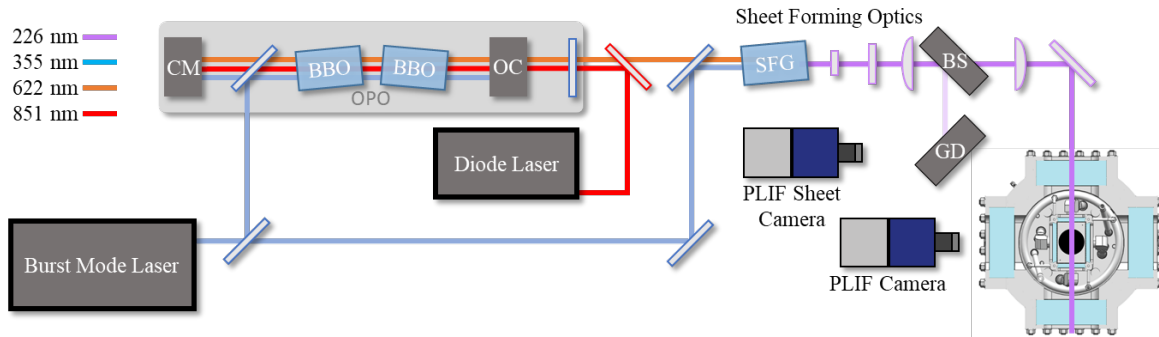 Sheet Forming Optics
226 nm
355 nm
622 nm
851 nm
CM
BBO
BBO
OC
OPO
SFG
BS
GD
Diode Laser
PLIF Sheet
Camera
Burst Mode Laser
PLIF Camera